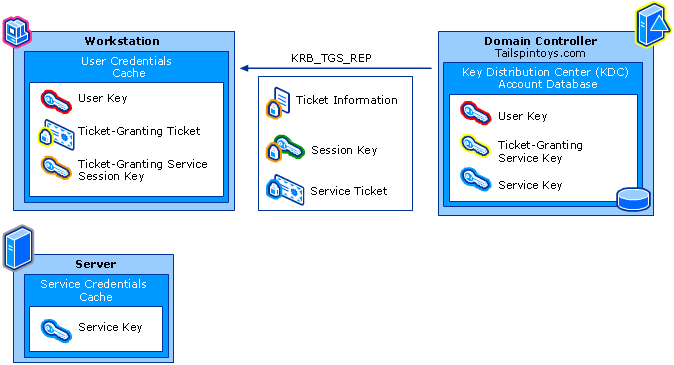 Workstation
User Credentials
Cache
User Key
Ticket-Granting Ticket
Ticket-Granting Service
Session Key
KRB_TGS_REP
Ticket Information
Session Key
Service Ticket
Domain Controller
Tailspintoys.com
Key Distribution Center (KDC)
Account Database
User Key
Ticket-Granting
Service Key
Service Key
Server
Service Credentials
Cache
Service Key